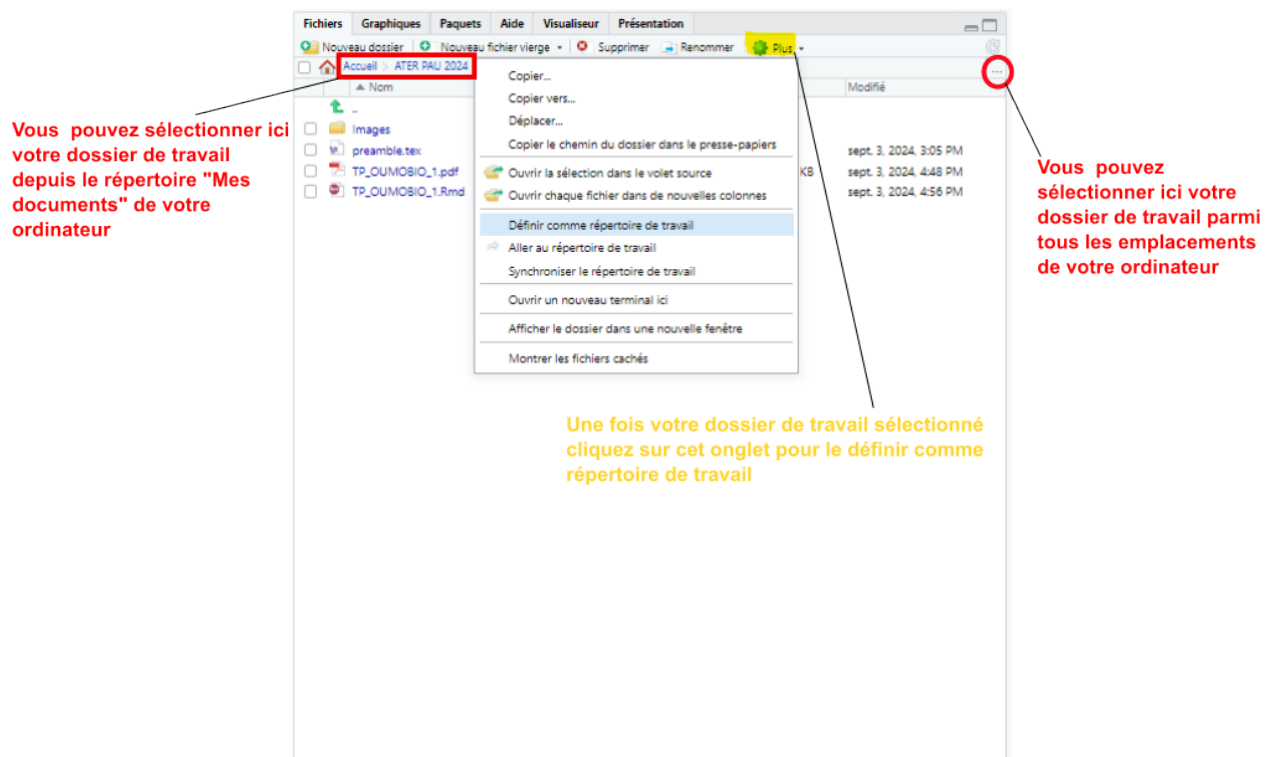 Fichiers Graphiques Paquets Aide Visualiseur Présentation
Nouveau dossier Nouveau fichier vierge Supprimer Renommer Plus
Accueil > ATER PAU 2024 ...
Nom Modifié
..
Images
preamble.tex sept. 3, 2024, 3:05 PM
TP_OUMOBIO_1.pdf KB sept. 3, 2024, 4:48 PM
TP_OUMOBIO_1.Rmd sept. 3, 2024, 4:56 PM
Copier...
Copier vers...
Déplacer...
Copier le chemin du dossier dans le presse-papiers
Ouvrir la sélection dans le volet source
Ouvrir chaque fichier dans de nouvelles colonnes
Définir comme répertoire de travail
Aller au répertoire de travail
Synchroniser le répertoire de travail
Ouvrir un nouveau terminal ici
Afficher le dossier dans une nouvelle fenêtre
Montrer les fichiers cachés
Vous pouvez sélectionner ici
votre dossier de travail
depuis le répertoire "Mes
documents" de votre
ordinateur
Vous pouvez
sélectionner ici votre
dossier de travail parmi
tous les emplacements
de votre ordinateur
Une fois votre dossier de travail sélectionné
cliquez sur cet onglet pour le définir comme
répertoire de travail